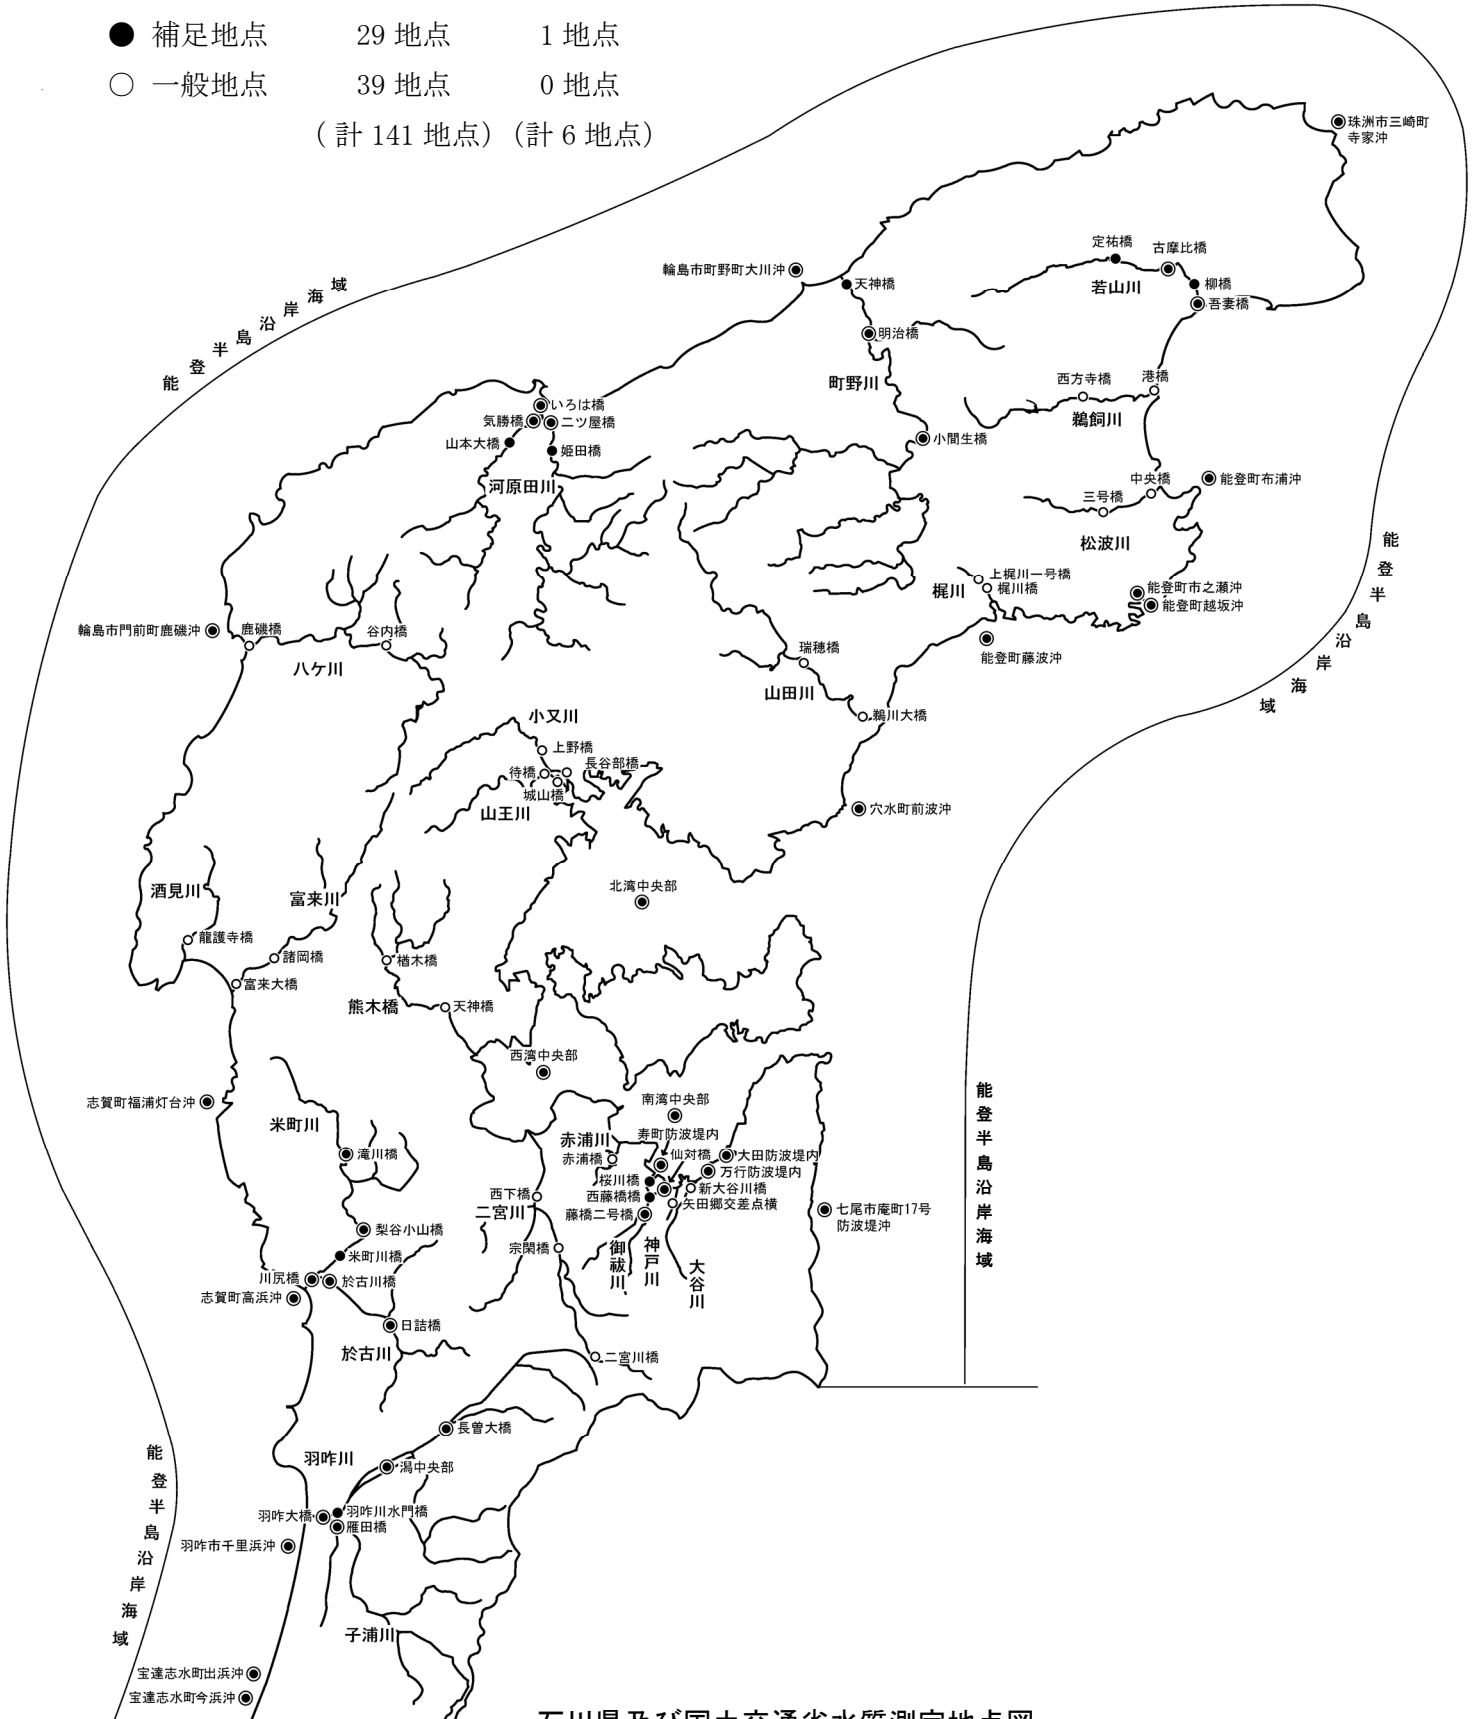 ● 補足地点 29 地点 1 地点
○ 一般地点 39 地点 0 地点
( 計 141 地点) (計 6 地点)
珠洲市三崎町
寺家沖
定祐橋
古摩比橋
輪島市町野町大川沖
天神橋
若山川
柳橋
吾妻橋
能登半島沿岸海域
明治橋
町野川
西方寺橋
港橋
鵜飼川
いろは橋
気勝橋
二ツ屋橋
山本大橋
姫田橋
小間生橋
河原田川
中央橋
能登町布浦沖
三号橋
松波川
能登半島沿岸海域
上梶川一号橋
梶川
梶川橋
能登町市之瀬沖
能登町越坂沖
輪島市門前町鹿磯沖
鹿磯橋
谷内橋
八ケ川
瑞穂橋
能登町藤波沖
山田川
小又川
鵜川大橋
上野橋
待橋
長谷部橋
城山橋
山王川
穴水町前波沖
酒見川
富来川
北湾中央部
龍護寺橋
諸岡橋
楢木橋
富来大橋
熊木橋
天神橋
西湾中央部
志賀町福浦灯台沖
南湾中央部
米町川
寿町防波堤内
赤浦川
滝川橋
赤浦橋
仙対橋
大田防波堤内
万行防波堤内
桜川橋
新大谷川橋
西下橋
西藤橋橋
矢田郷交差点横
二宮川
藤橋二号橋
七尾市庵町17号
防波堤沖
能登半島沿岸海域
梨谷小山橋
宗閑橋
御祓川
神戸川
大谷川
米町川橋
川尻橋
於古川橋
志賀町高浜沖
日詰橋
於古川
二宮川橋
長曽大橋
羽咋川
潟中央部
能登半島沿岸海域
羽咋大橋
羽咋川水門橋
雁田橋
羽咋市千里浜沖
子浦川
宝達志水町出浜沖
宝達志水町今浜沖
石川県及び国土交通省水質測定地点図